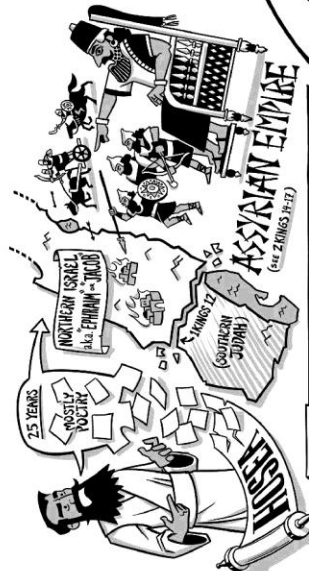 25 YEARS
MOSTLY
POETRY
HOSEA
NORTHERN ISRAEL
a.k.a. "EPHRAIM" or "JACOB"
1 KINGS 12
(SOUTHERN
JUDAH)
ASSYRIAN EMPIRE
(SEE 2 KINGS 14-17)